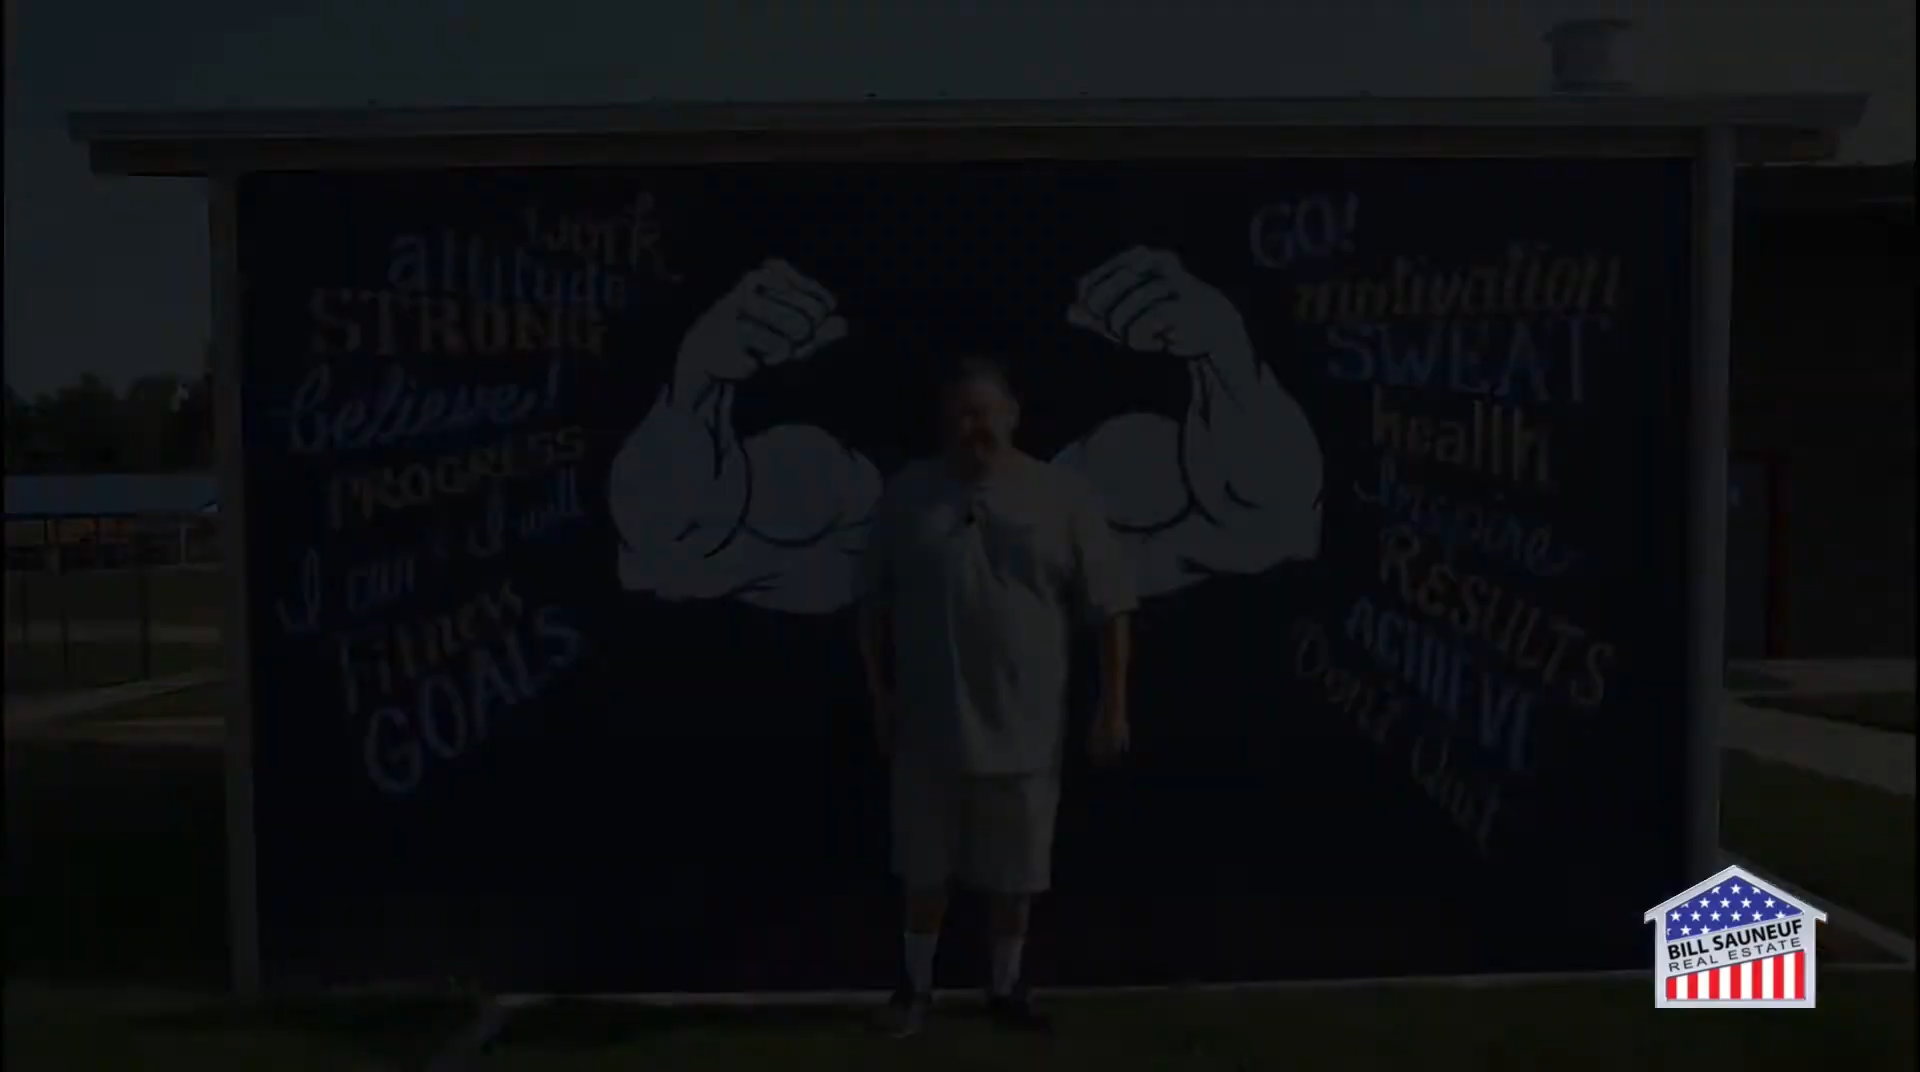 work
attitude
STRONG
believe!
PROGRESS
I can & I will
Fitness
GOALS
GO!
motivation
SWEAT
health
Inspire
RESULTS
ACHIEVE
Don't Quit
BILL SAUNEUF
REAL ESTATE